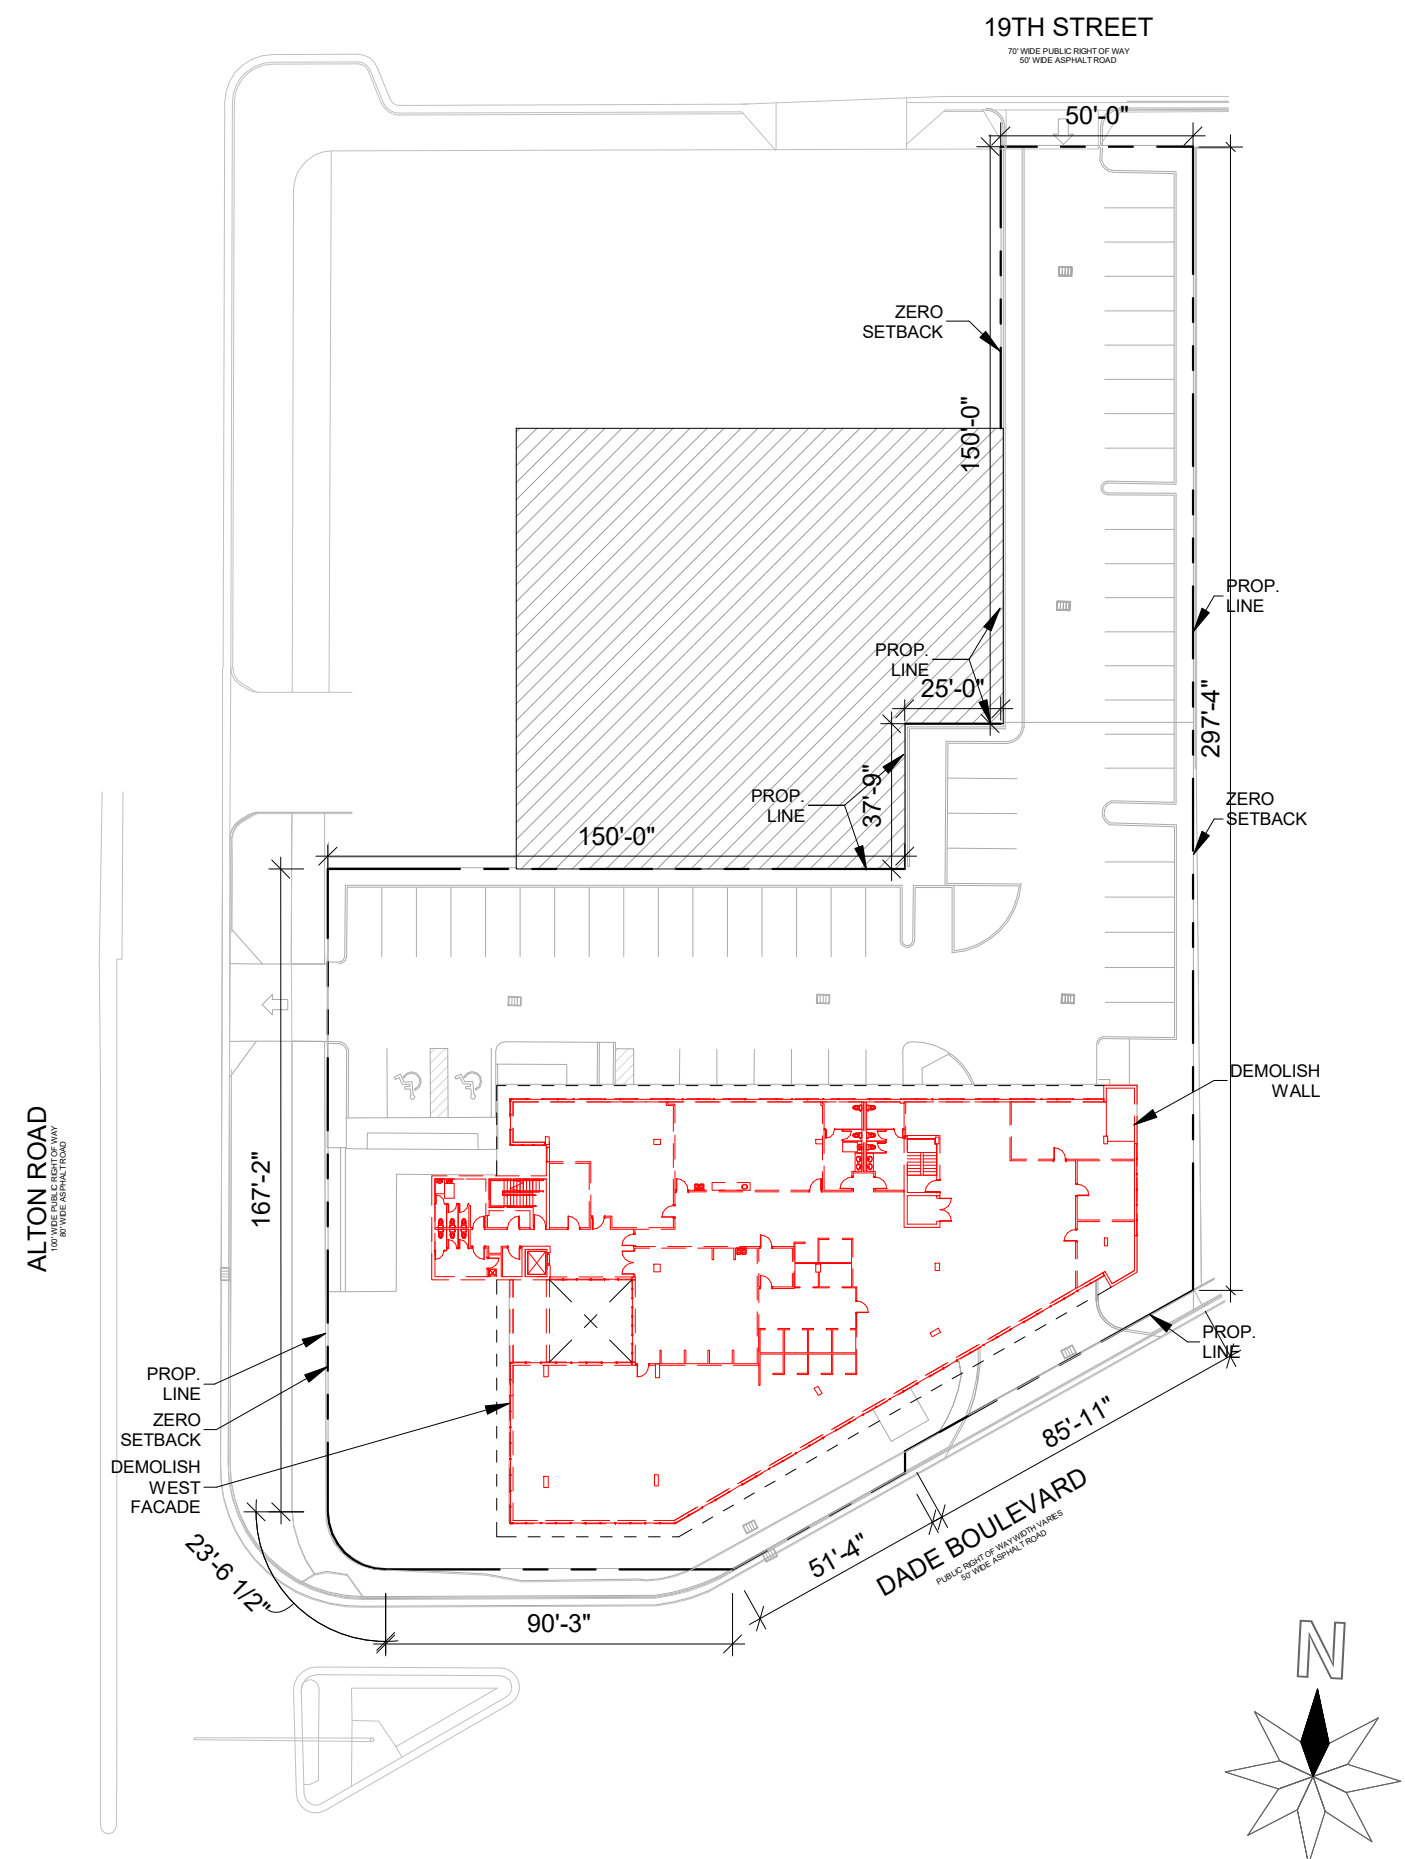 19TH STREET
70' WIDE PUBLIC RIGHT OF WAY
50' WIDE ASPHALT ROAD
50'-0"
ZERO
SETBACK
150'-0"
PROP.
LINE
PROP.
LINE
25'-0"
297'-4"
37'-9"
PROP.
LINE
ZERO
SETBACK
150'-0"
DEMOLISH
WALL
ALTON ROAD
100' WIDE PUBLIC RIGHT OF WAY
80' WIDE ASPHALT ROAD
167'-2"
PROP.
LINE
PROP.
LINE
ZERO
SETBACK
DEMOLISH
WEST
FACADE
85'-11"
51'-4"
DADE BOULEVARD
PUBLIC RIGHT OF WAY WIDTH VARIES
50' WIDE ASPHALT ROAD
23'-6 1/2"
90'-3"
N